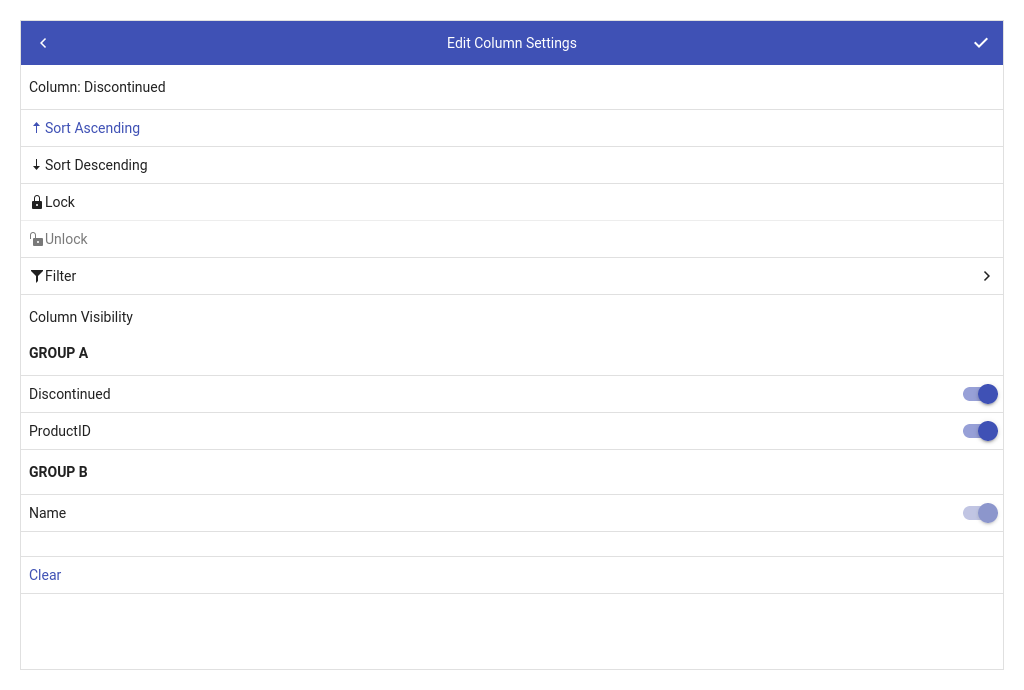 Edit Column Settings
Column: Discontinued
Sort Ascending
Sort Descending
Lock
Unlock
Filter
Column Visibility
GROUP A
Discontinued
ProductID
GROUP B
Name
Clear